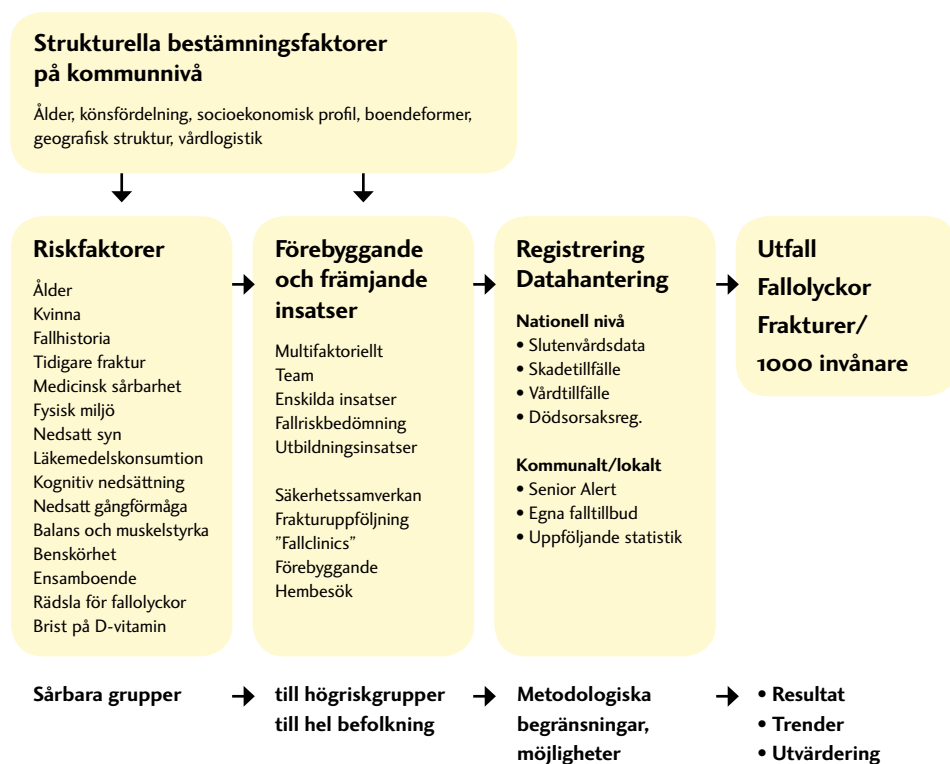 Strukturella bestämningsfaktorer
på kommunnivå
Ålder, könsfördelning, socioekonomisk profil, boendeformer,
geografisk struktur, vårdlogistik
Riskfaktorer
Ålder
Kvinna
Fallhistoria
Tidigare fraktur
Medicinsk sårbarhet
Fysisk miljö
Nedsatt syn
Läkemedelskonsumtion
Kognitiv nedsättning
Nedsatt gångförmåga
Balans och muskelstyrka
Benskörhet
Ensamboende
Rädsla för fallolyckor
Brist på D-vitamin
Förebyggande
och främjande
insatser
Multifaktoriellt
Team
Enskilda insatser
Fallriskbedömning
Utbildningsinsatser
Säkerhetssamverkan
Frakturuppföljning
”Fallclinics”
Förebyggande
Hembesök
Registrering
Datahantering
Nationell nivå
• Slutenvårdsdata
• Skadetillfälle
• Vårdtillfälle
• Dödsorsaksreg.
Kommunalt/lokalt
• Senior Alert
• Egna falltillbud
• Uppföljande statistik
Utfall
Fallolyckor
Frakturer/
1000 invånare
Sårbara grupper
till högriskgrupper
till hel befolkning
Metodologiska
begränsningar,
möjligheter
• Resultat
• Trender
• Utvärdering